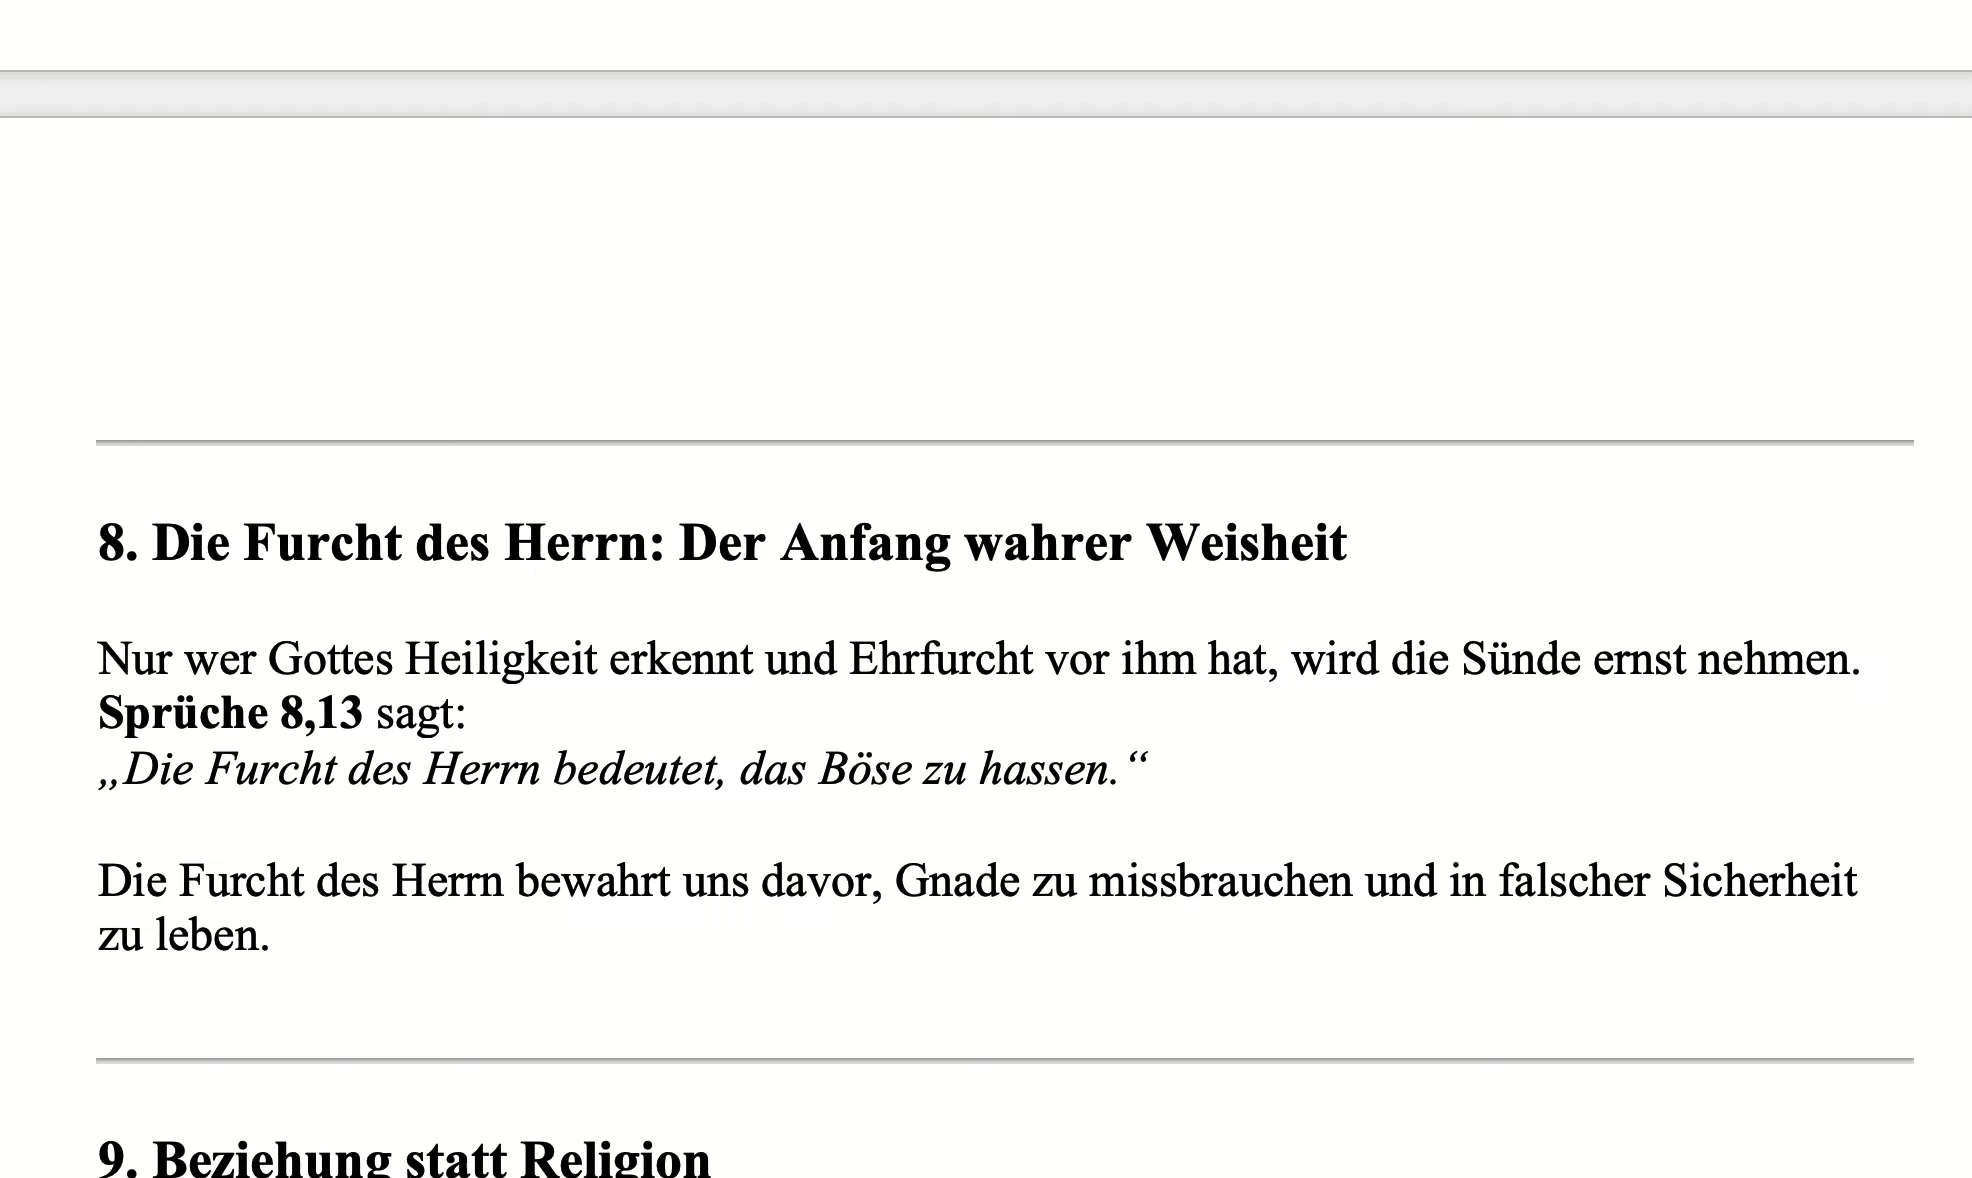 8. Die Furcht des Herrn: Der Anfang wahrer Weisheit
Nur wer Gottes Heiligkeit erkennt und Ehrfurcht vor ihm hat, wird die Sünde ernst nehmen.
Sprüche 8,13 sagt:
„Die Furcht des Herrn bedeutet, das Böse zu hassen.“
Die Furcht des Herrn bewahrt uns davor, Gnade zu missbrauchen und in falscher Sicherheit
zu leben.
9. Beziehung statt Religion